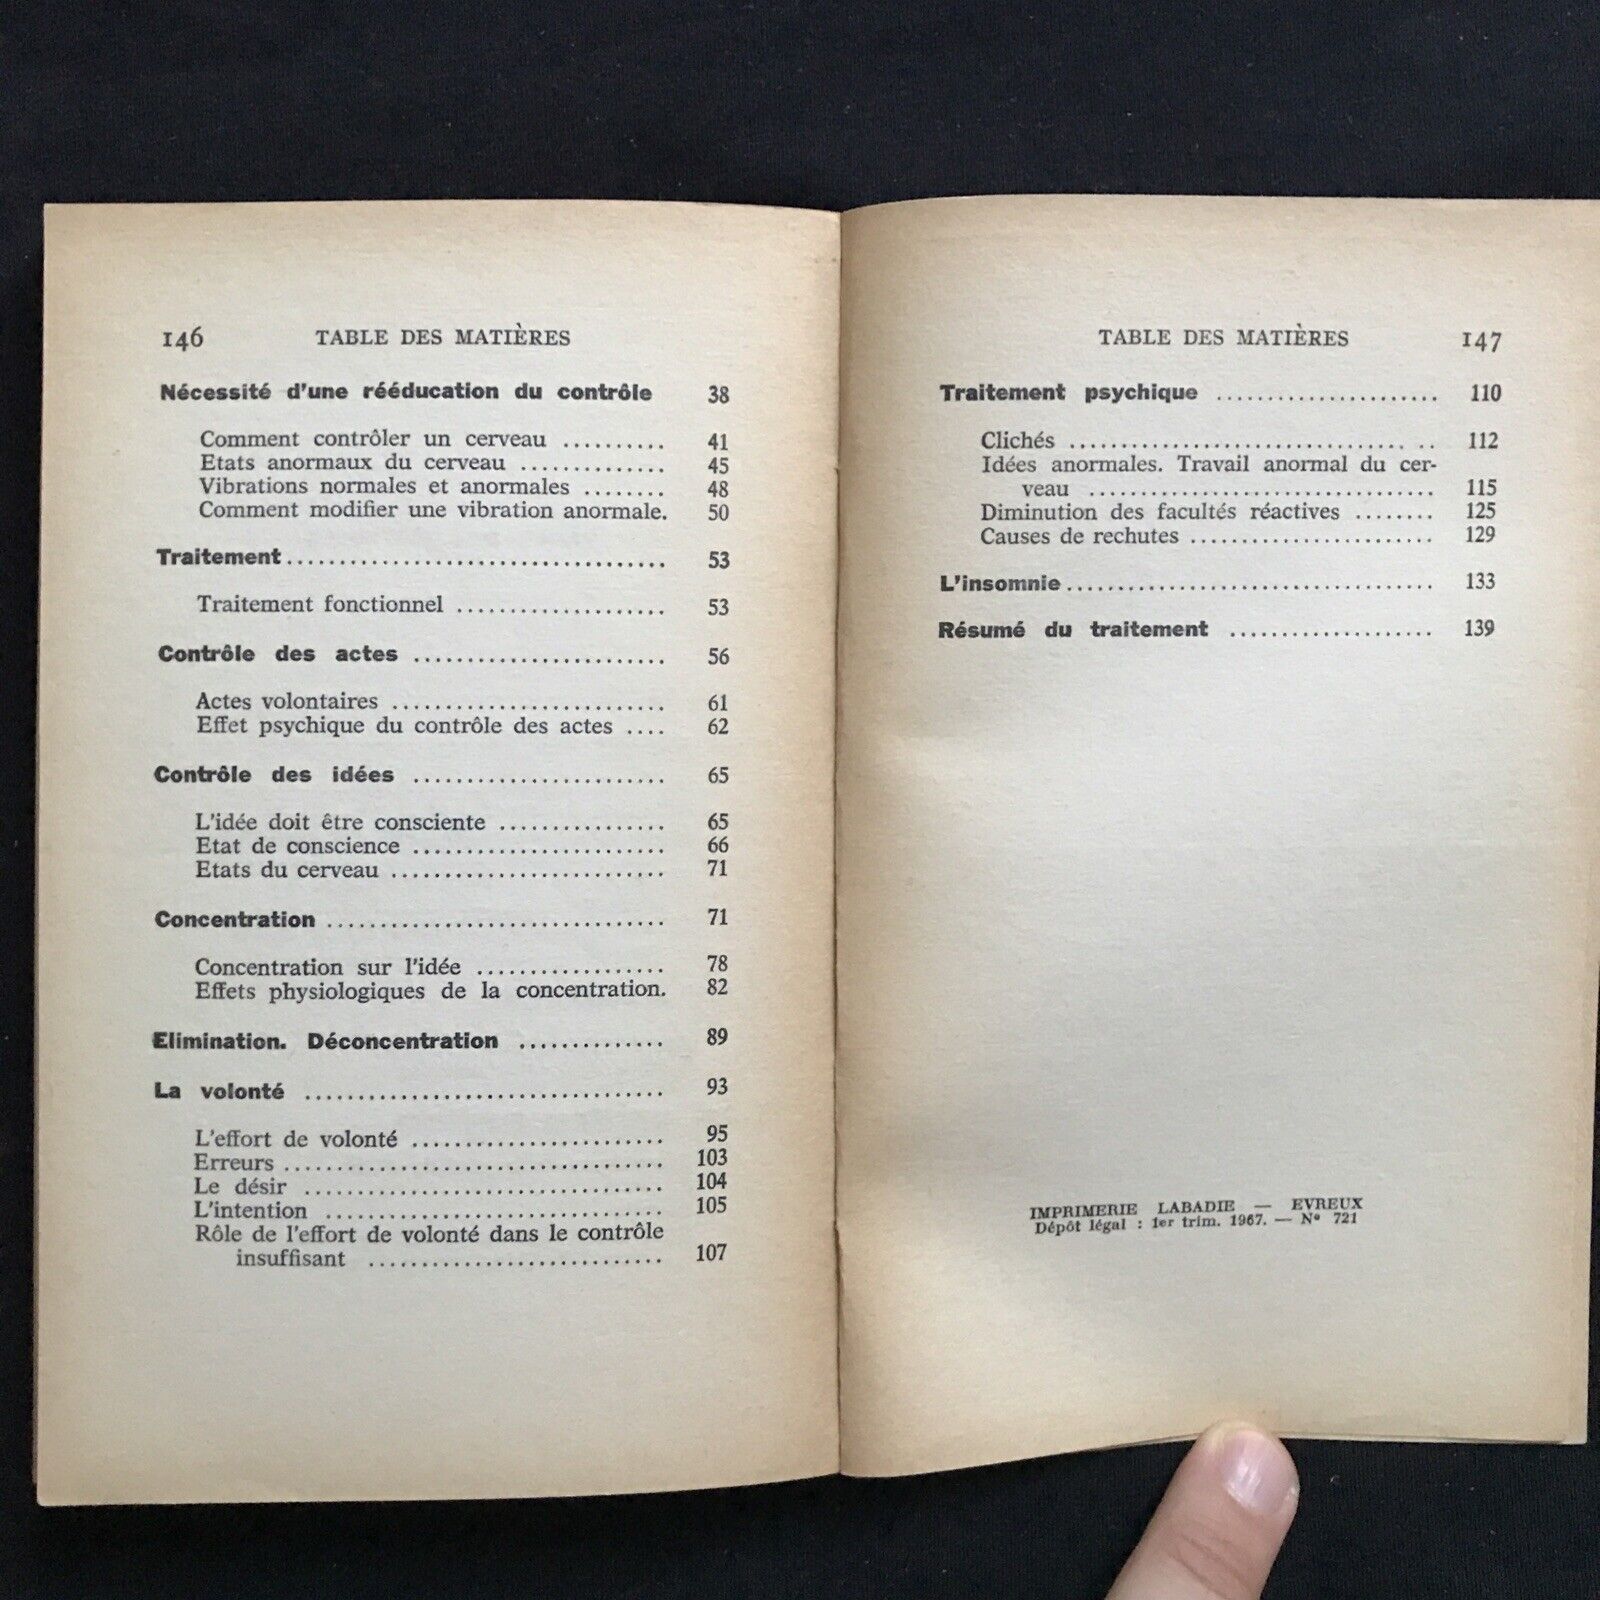 146 TABLE DES MATIÈRES
Nécessité d'une rééducation du contrôle 38
Comment contrôler un cerveau .......... 41
Etats anormaux du cerveau .............. 45
Vibrations normales et anormales ........ 48
Comment modifier une vibration anormale. 50
Traitement.................................... 53
Traitement fonctionnel .................... 53
Contrôle des actes ........................ 56
Actes volontaires .......................... 61
Effet psychique du contrôle des actes .... 62
Contrôle des idées ........................ 65
L'idée doit être consciente ................ 65
Etat de conscience ........................ 66
Etats du cerveau .......................... 71
Concentration ................................ 71
Concentration sur l'idée .................. 78
Effets physiologiques de la concentration. 82
Elimination. Déconcentration .............. 89
La volonté .................................. 93
L'effort de volonté ........................ 95
Erreurs .................................... 103
Le désir .................................. 104
L'intention ................................ 105
Rôle de l'effort de volonté dans le contrôle
insuffisant ............................ 107
TABLE DES MATIÈRES 147
Traitement psychique ...................... 110
Clichés ................................ .. 112
Idées anormales. Travail anormal du cer-
veau ................................. 115
Diminution des facultés réactives ........ 125
Causes de rechutes ........................ 129
L'insomnie.................................... 133
Résumé du traitement .................... 139
IMPRIMERIE LABADIE — EVREUX
Dépôt légal : 1er trim. 1967. — N° 721